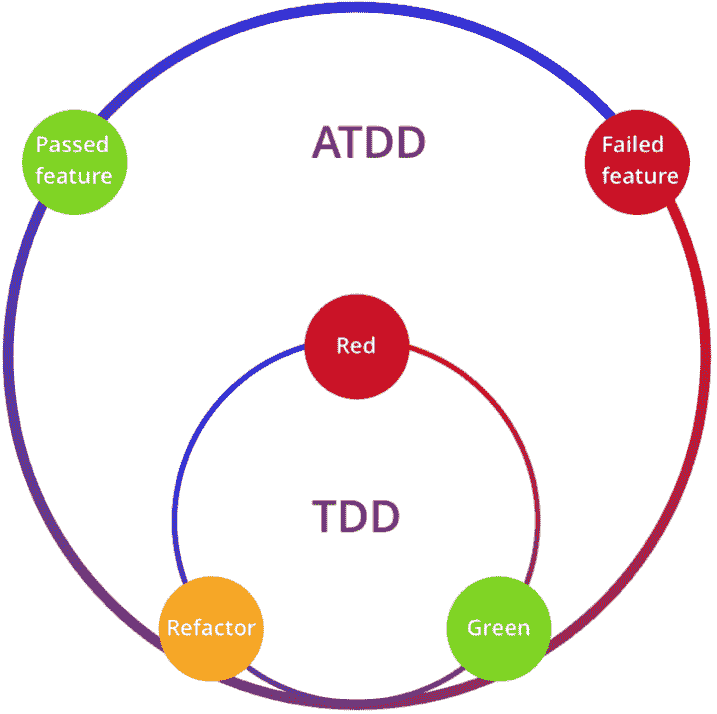 ATDD
Passed
feature
Failed
feature
Red
TDD
Refactor
Green